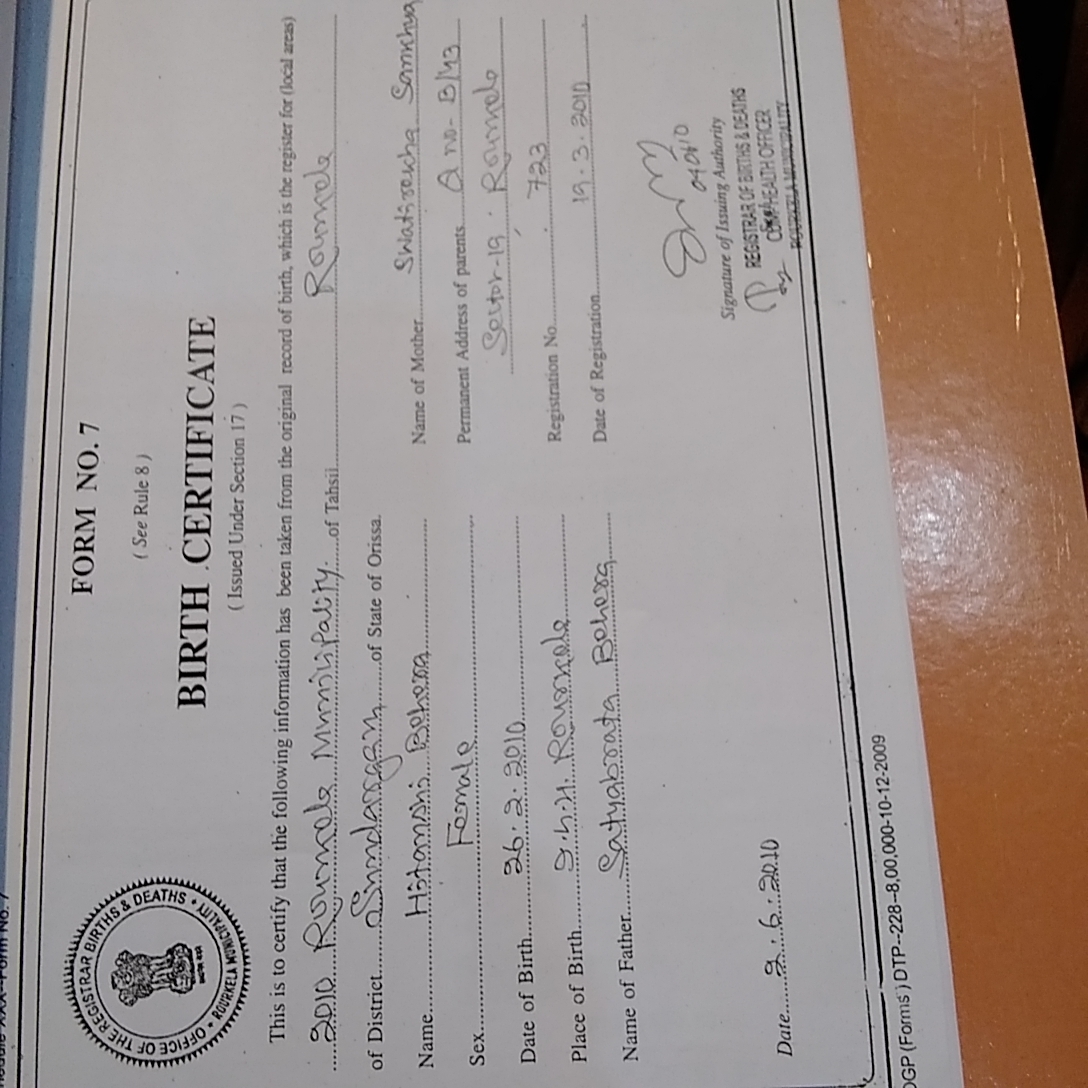 FORM NO. 7
( See Rule 8 )
BIRTH CERTIFICATE
( Issued Under Section 17 )
OFFICE OF THE REGISTRAR BIRTHS & DEATHS • ROURKELA MUNICIPALITY •
This is to certify that the following information has been taken from the original record of birth, which is the register for (local areas)
2010 Rourkela Municipality of Tahsil Rourkela
of District Sundargarh of State of Orissa.
Name Hitanshi Behera
Sex Female
Date of Birth 26.2.2010
Place of Birth I.G.H. Rourkela
Name of Father Satyabrata Behera
Name of Mother Swatirekha Sankhua
Permanent Address of parents Q no- B/43
Sector-19, Rourkela
Registration No. 723
Date of Registration 19.3.2010
Signature of Issuing Authority
REGISTRAR OF BIRTHS & DEATHS
HEALTH OFFICER
ROURKELA MUNICIPALITY
Date 2.6.2010
GP (Forms) DTP-228-8,00,000-10-12-2009